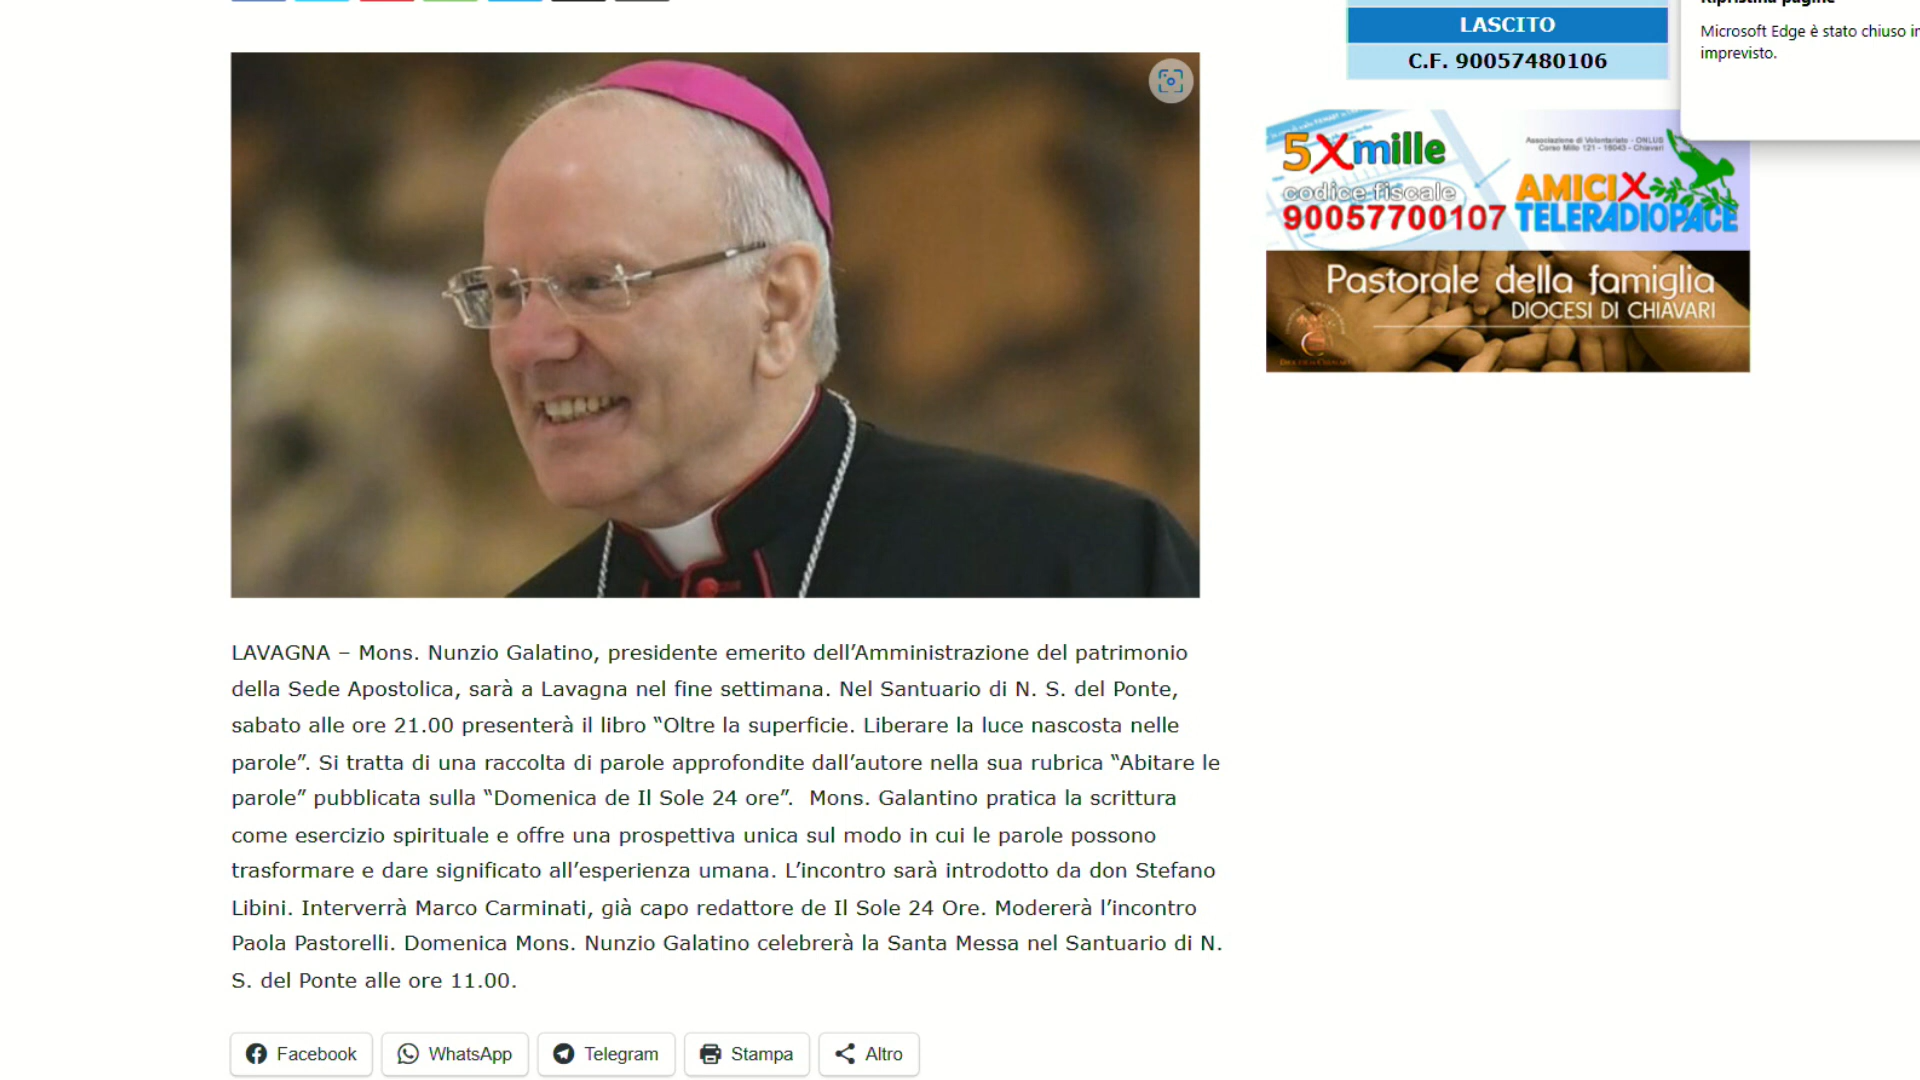 LASCITO
C.F. 90057480106
Microsoft Edge è stato chiuso
imprevisto.
5Xmille
codice fiscale
90057700107
Associazione di Volontariato - ONLUS
Corso Millo 121 - 16043 - Chiavari
AMICI X
TELERADIOPACE
Pastorale della famiglia
DIOCESI DI CHIAVARI
LAVAGNA – Mons. Nunzio Galatino, presidente emerito dell’Amministrazione del patrimonio
della Sede Apostolica, sarà a Lavagna nel fine settimana. Nel Santuario di N. S. del Ponte,
sabato alle ore 21.00 presenterà il libro “Oltre la superficie. Liberare la luce nascosta nelle
parole”. Si tratta di una raccolta di parole approfondite dall’autore nella sua rubrica “Abitare le
parole” pubblicata sulla “Domenica de Il Sole 24 ore”.  Mons. Galantino pratica la scrittura
come esercizio spirituale e offre una prospettiva unica sul modo in cui le parole possono
trasformare e dare significato all’esperienza umana. L’incontro sarà introdotto da don Stefano
Libini. Interverrà Marco Carminati, già capo redattore de Il Sole 24 Ore. Modererà l’incontro
Paola Pastorelli. Domenica Mons. Nunzio Galatino celebrerà la Santa Messa nel Santuario di N.
S. del Ponte alle ore 11.00.
Facebook
WhatsApp
Telegram
Stampa
Altro